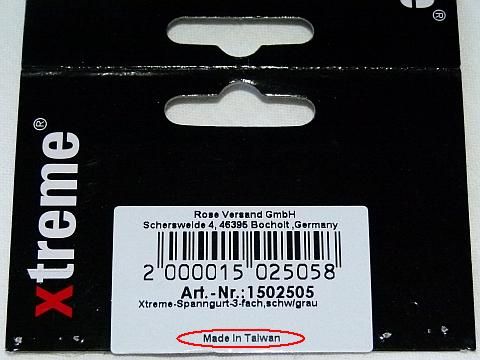 ®
xtreme®
Rose Versand GmbH
Schersweide 4, 46395 Bocholt ,Germany
2 000015 025058
Art.-Nr.:1502505
Xtreme-Spanngurt-3-fach,schw/grau
Made In Taiwan